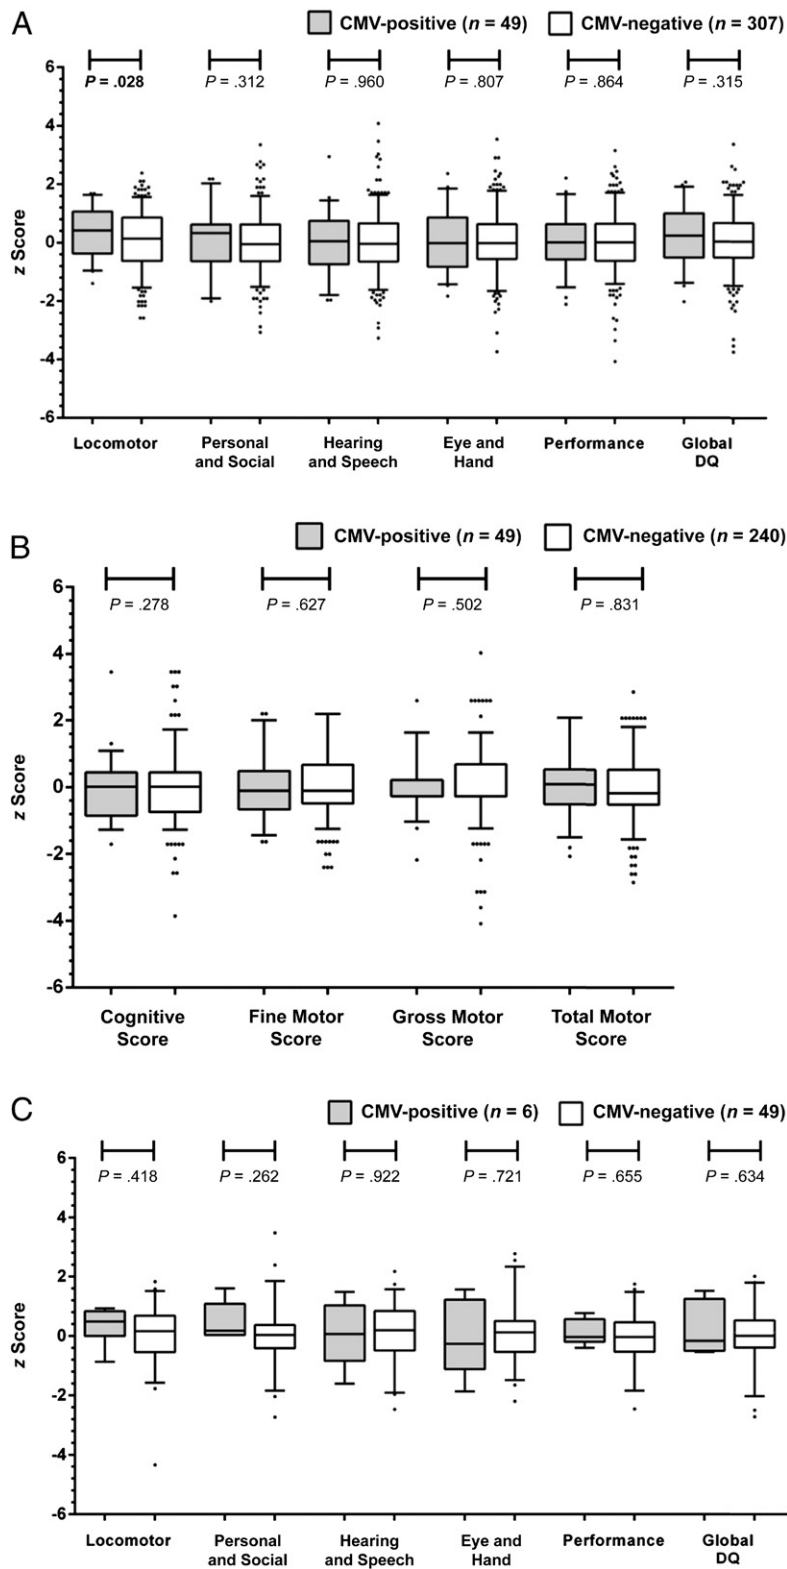 A
CMV-positive (n = 49) CMV-negative (n = 307)
P = .028 P = .312 P = .960 P = .807 P = .864 P = .315
6
4
2
0
-2
-4
-6
z Score
Locomotor Personal and Social Hearing and Speech Eye and Hand Performance Global DQ
B
CMV-positive (n = 49) CMV-negative (n = 240)
P = .278 P = .627 P = .502 P = .831
6
4
2
0
-2
-4
-6
z Score
Cognitive Score Fine Motor Score Gross Motor Score Total Motor Score
C
CMV-positive (n = 6) CMV-negative (n = 49)
P = .418 P = .262 P = .922 P = .721 P = .655 P = .634
6
4
2
0
-2
-4
-6
z Score
Locomotor Personal and Social Hearing and Speech Eye and Hand Performance Global DQ